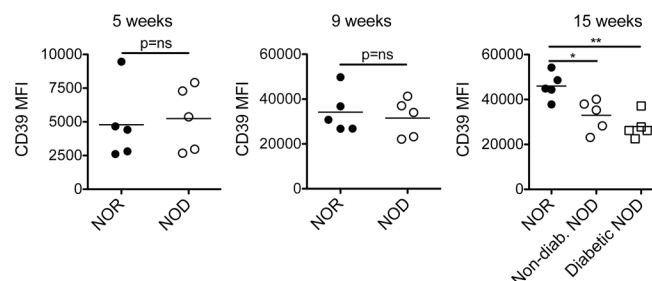 5 weeks
p=ns
10000
7500
5000
2500
0
CD39 MFI
NOR
NOD
9 weeks
p=ns
60000
40000
20000
0
CD39 MFI
NOR
NOD
15 weeks
**
*
60000
40000
20000
0
CD39 MFI
NOR
Non-diab. NOD
Diabetic NOD